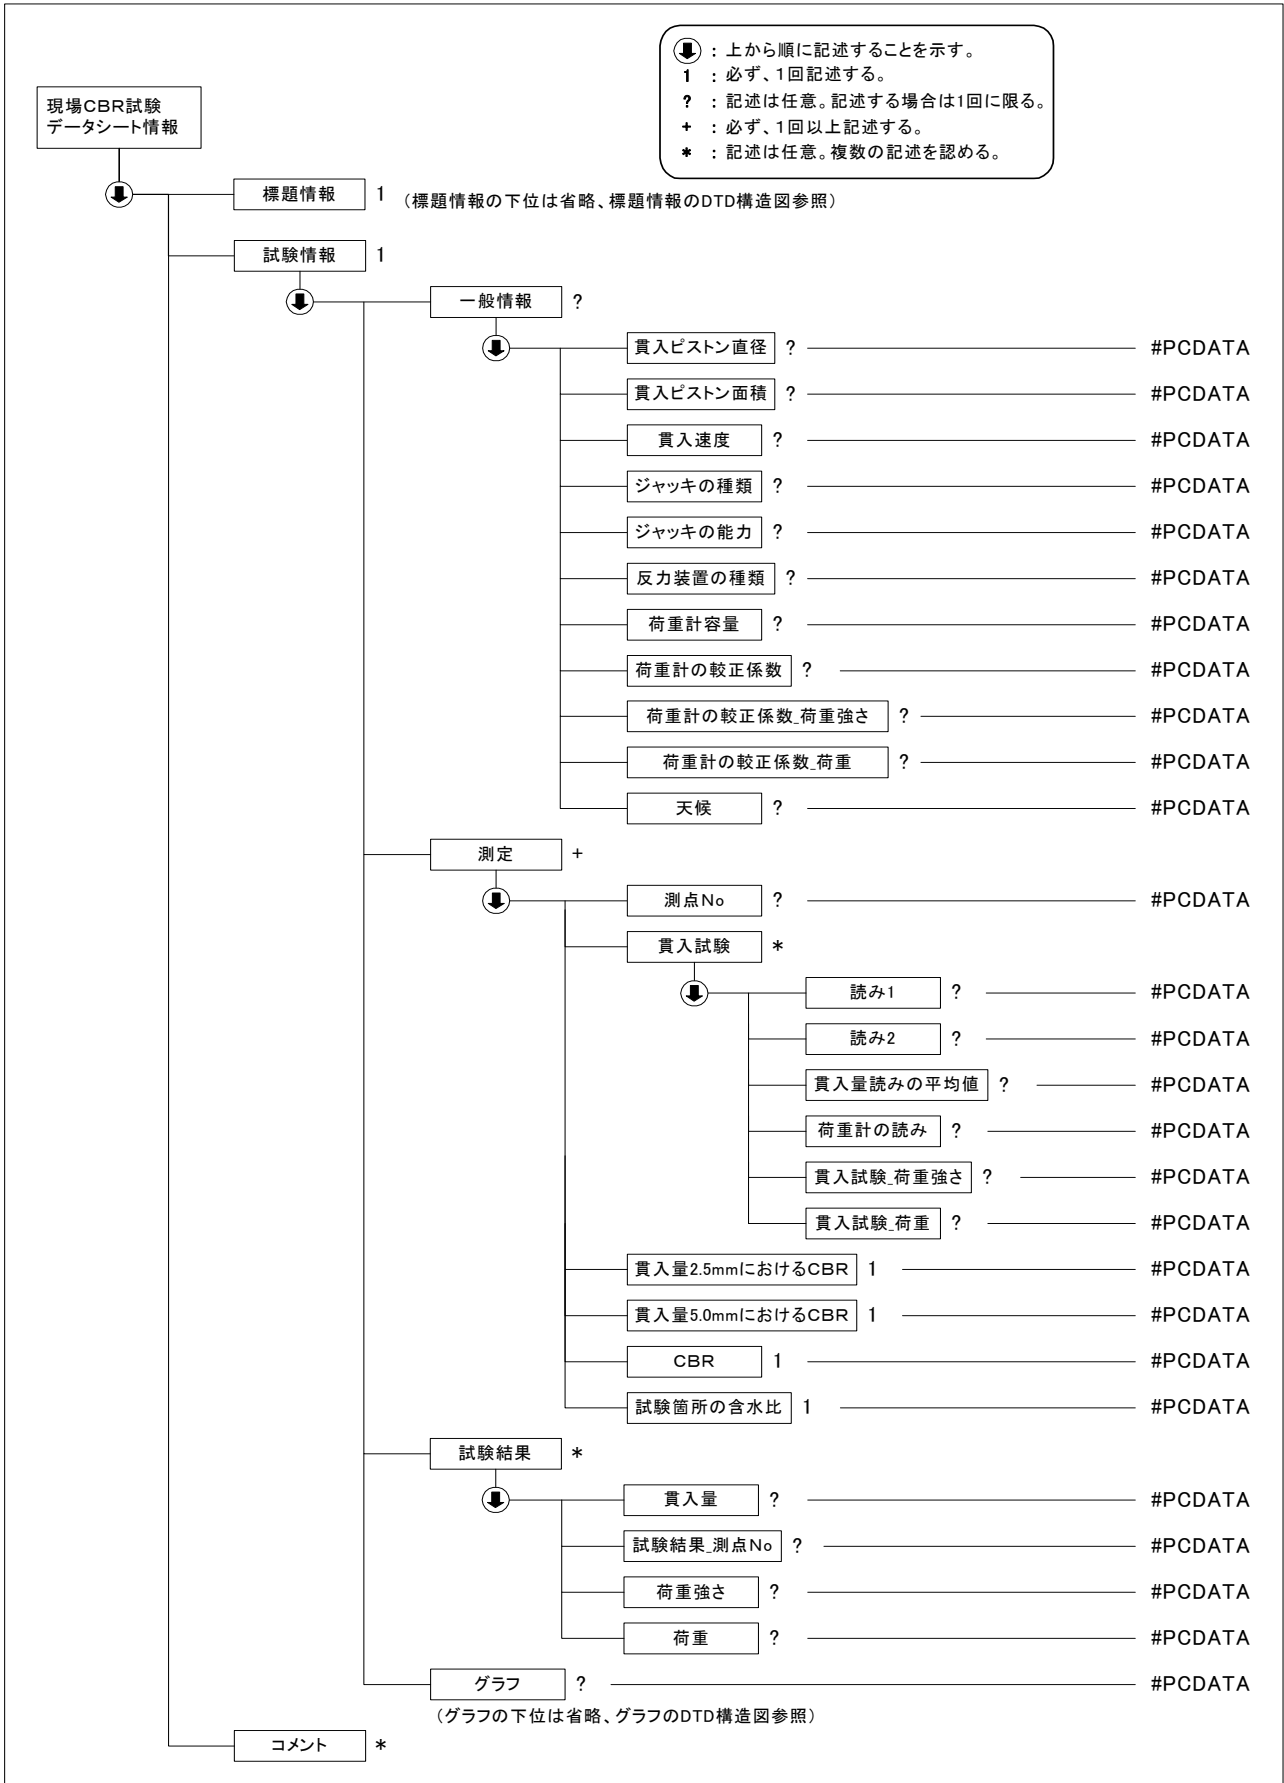 : 上から順に記述することを示す。
1 : 必ず、1回記述する。
? : 記述は任意。記述する場合は1回に限る。
+ : 必ず、1回以上記述する。
* : 記述は任意。複数の記述を認める。
現場CBR試験
データシート情報
標題情報 1 (標題情報の下位は省略、標題情報のDTD構造図参照)
試験情報 1
一般情報 ?
貫入ピストン直径 ? #PCDATA
貫入ピストン面積 ? #PCDATA
貫入速度 ? #PCDATA
ジャッキの種類 ? #PCDATA
ジャッキの能力 ? #PCDATA
反力装置の種類 ? #PCDATA
荷重計容量 ? #PCDATA
荷重計の較正係数 ? #PCDATA
荷重計の較正係数_荷重強さ ? #PCDATA
荷重計の較正係数_荷重 ? #PCDATA
天候 ? #PCDATA
測定 +
測点No ? #PCDATA
貫入試験 *
読み1 ? #PCDATA
読み2 ? #PCDATA
貫入量読みの平均値 ? #PCDATA
荷重計の読み ? #PCDATA
貫入試験_荷重強さ ? #PCDATA
貫入試験_荷重 ? #PCDATA
貫入量2.5mmにおけるCBR 1 #PCDATA
貫入量5.0mmにおけるCBR 1 #PCDATA
CBR 1 #PCDATA
試験箇所の含水比 1 #PCDATA
試験結果 *
貫入量 ? #PCDATA
試験結果_測点No ? #PCDATA
荷重強さ ? #PCDATA
荷重 ? #PCDATA
グラフ ? #PCDATA
(グラフの下位は省略、グラフのDTD構造図参照)
コメント *